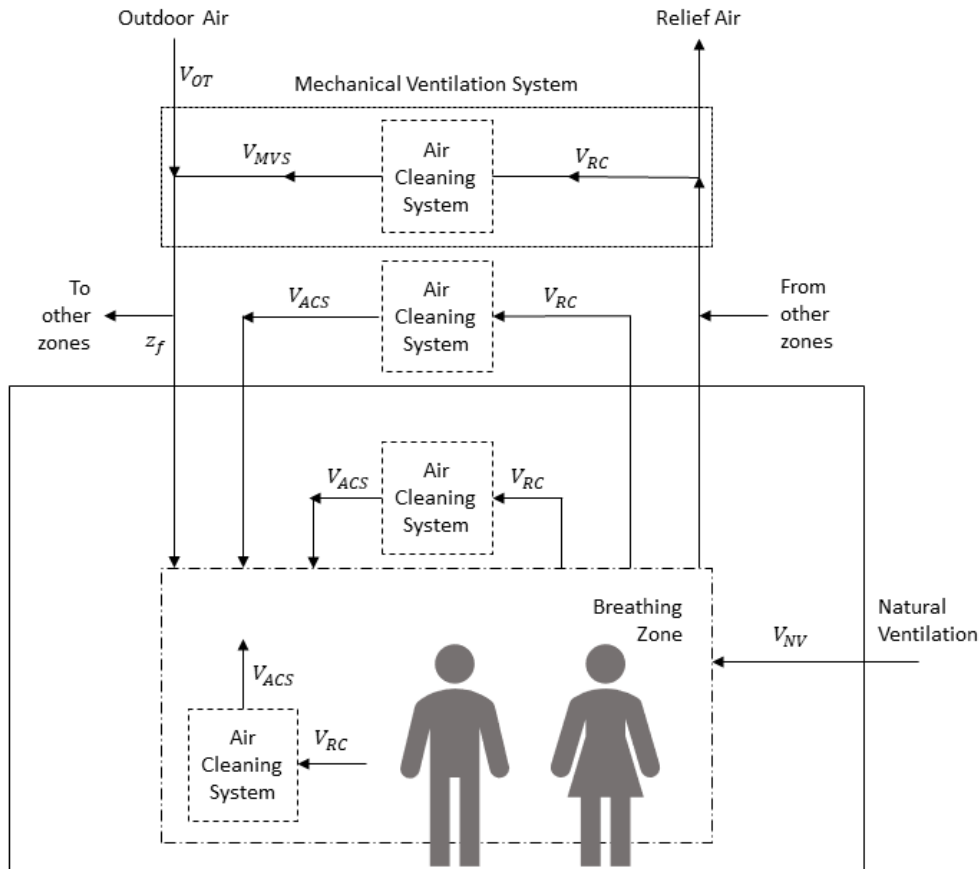 Outdoor Air
Relief Air
V_OT
Mechanical Ventilation System
V_MVS
Air
Cleaning
System
V_RC
To
other
zones
z_f
V_ACS
Air
Cleaning
System
V_RC
From
other
zones
V_ACS
Air
Cleaning
System
V_RC
Breathing
Zone
Natural
Ventilation
V_NV
V_ACS
Air
Cleaning
System
V_RC